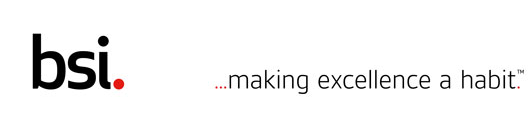 bsi.
...making excellence a habit.™